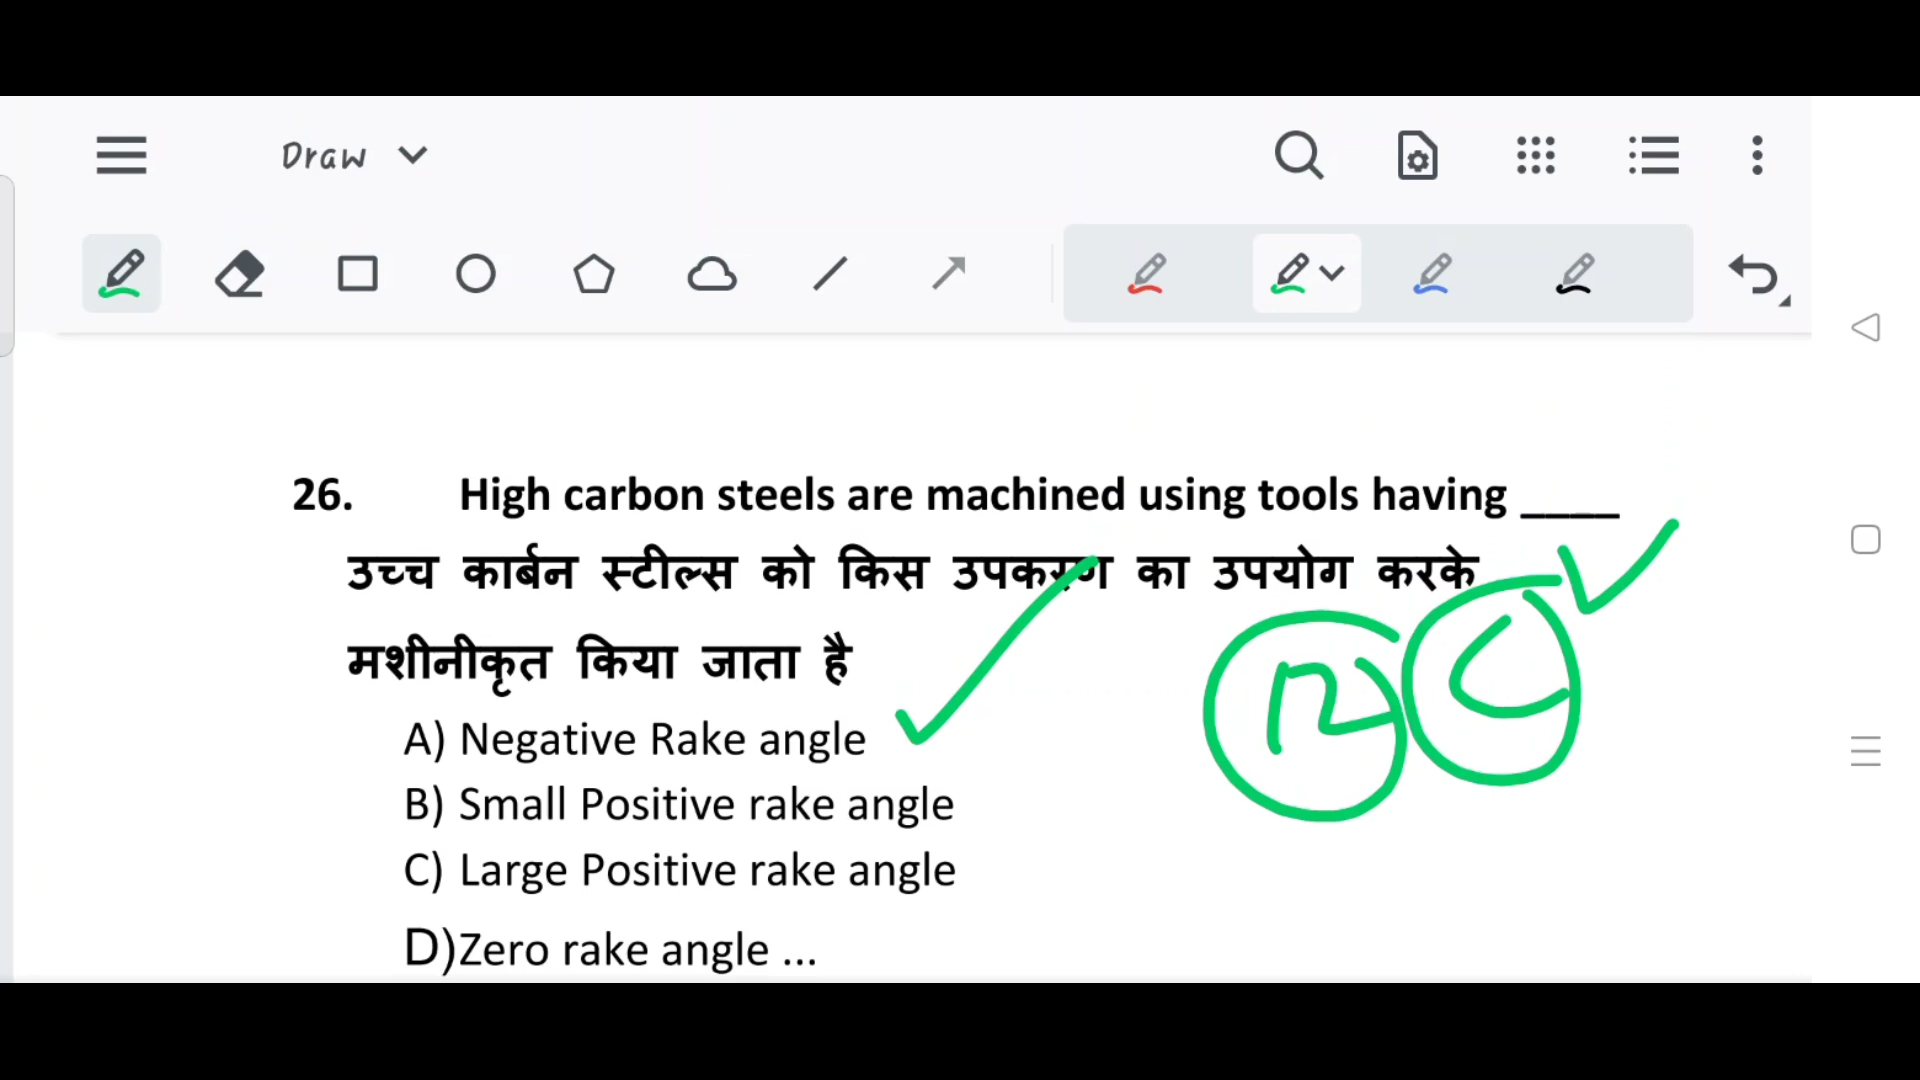 Draw
26. High carbon steels are machined using tools having ____
उच्च कार्बन स्टील्स को किस उपकरण का उपयोग करके
मशीनीकृत किया जाता है
A) Negative Rake angle
B) Small Positive rake angle
C) Large Positive rake angle
D)Zero rake angle ...
C